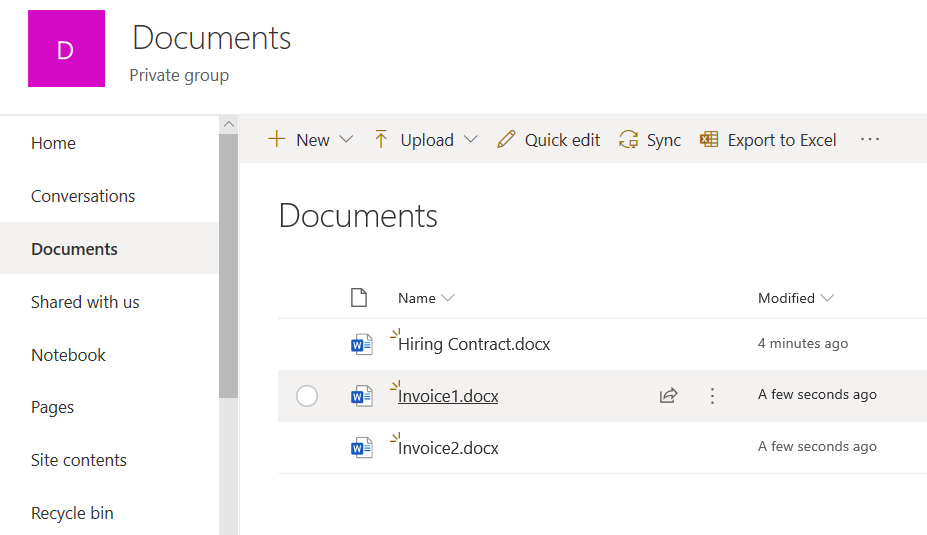 D
Documents
Private group
Home
Conversations
Documents
Shared with us
Notebook
Pages
Site contents
Recycle bin
New Upload Quick edit Sync Export to Excel ...
Documents
Name Modified
Hiring Contract.docx 4 minutes ago
Invoice1.docx A few seconds ago
Invoice2.docx A few seconds ago